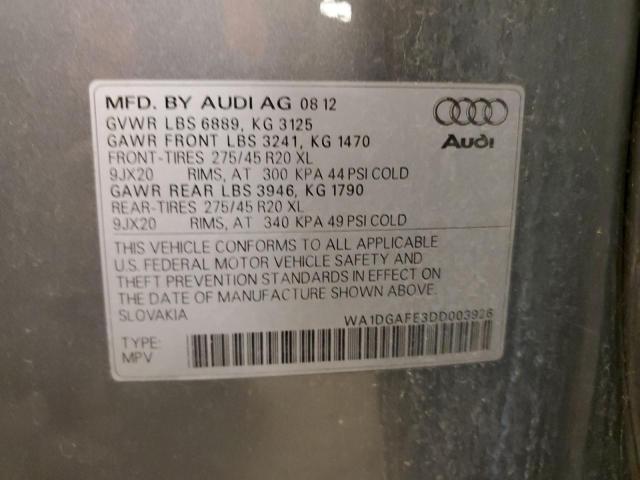 MFD. BY AUDI AG 08 12
GVWR LBS 6889, KG 3125
GAWR FRONT LBS 3241, KG 1470
FRONT-TIRES 275/45 R20 XL
9JX20 RIMS, AT 300 KPA 44 PSI COLD
GAWR REAR LBS 3946, KG 1790
REAR-TIRES 275/45 R20 XL
9JX20 RIMS, AT 340 KPA 49 PSI COLD
Audi
THIS VEHICLE CONFORMS TO ALL APPLICABLE
U.S. FEDERAL MOTOR VEHICLE SAFETY AND
THEFT PREVENTION STANDARDS IN EFFECT ON
THE DATE OF MANUFACTURE SHOWN ABOVE.
SLOVAKIA
WA1DGAFE3DD003926
TYPE:
MPV